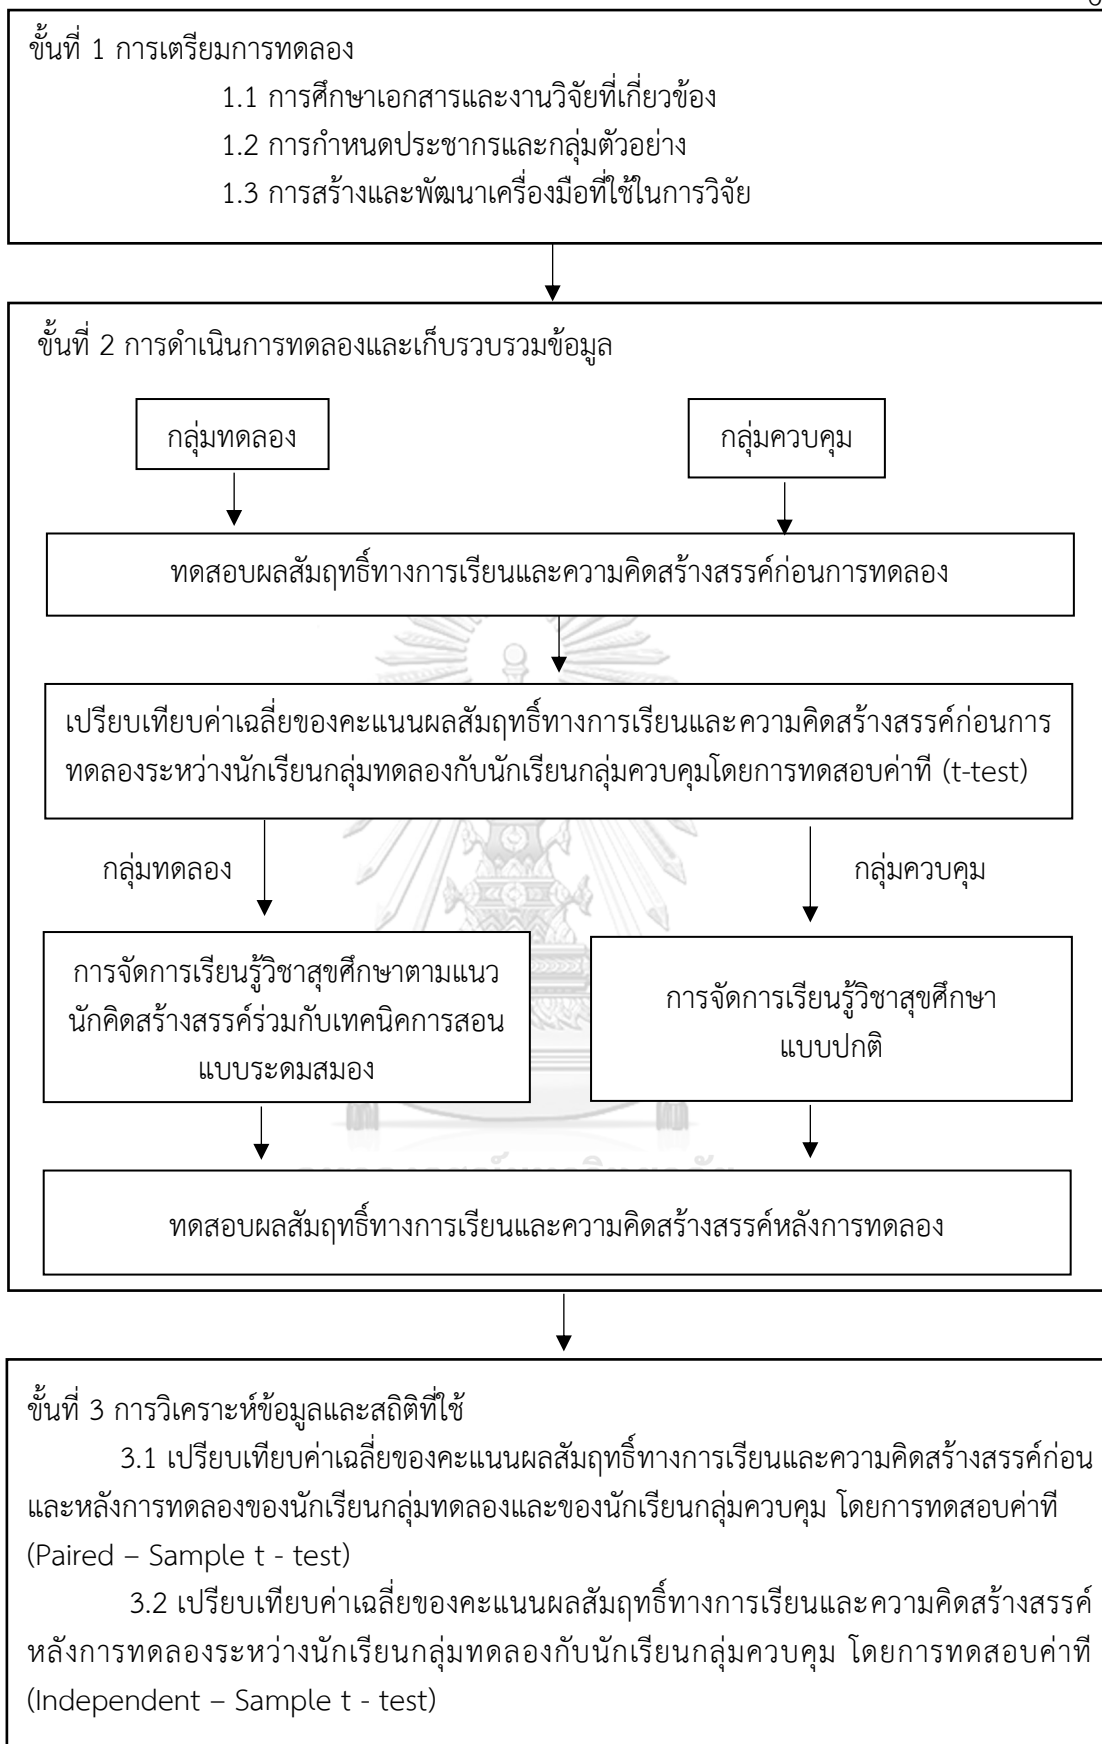 ขั้นที่ 1 การเตรียมการทดลอง
1.1 การศึกษาเอกสารและงานวิจัยที่เกี่ยวข้อง
1.2 การกำหนดประชากรและกลุ่มตัวอย่าง
1.3 การสร้างและพัฒนาเครื่องมือที่ใช้ในการวิจัย
ขั้นที่ 2 การดำเนินการทดลองและเก็บรวบรวมข้อมูล
กลุ่มทดลอง
กลุ่มควบคุม
ทดสอบผลสัมฤทธิ์ทางการเรียนและความคิดสร้างสรรค์ก่อนการทดลอง
เปรียบเทียบค่าเฉลี่ยของคะแนนผลสัมฤทธิ์ทางการเรียนและความคิดสร้างสรรค์ก่อนการ
ทดลองระหว่างนักเรียนกลุ่มทดลองกับนักเรียนกลุ่มควบคุมโดยการทดสอบค่าที (t-test)
กลุ่มทดลอง
กลุ่มควบคุม
การจัดการเรียนรู้วิชาสุขศึกษาตามแนว
นักคิดสร้างสรรค์ร่วมกับเทคนิคการสอน
แบบระดมสมอง
การจัดการเรียนรู้วิชาสุขศึกษา
แบบปกติ
ทดสอบผลสัมฤทธิ์ทางการเรียนและความคิดสร้างสรรค์หลังการทดลอง
ขั้นที่ 3 การวิเคราะห์ข้อมูลและสถิติที่ใช้
3.1 เปรียบเทียบค่าเฉลี่ยของคะแนนผลสัมฤทธิ์ทางการเรียนและความคิดสร้างสรรค์ก่อน
และหลังการทดลองของนักเรียนกลุ่มทดลองและของนักเรียนกลุ่มควบคุม โดยการทดสอบค่าที
(Paired – Sample t - test)
3.2 เปรียบเทียบค่าเฉลี่ยของคะแนนผลสัมฤทธิ์ทางการเรียนและความคิดสร้างสรรค์
หลังการทดลองระหว่างนักเรียนกลุ่มทดลองกับนักเรียนกลุ่มควบคุม โดยการทดสอบค่าที
(Independent – Sample t - test)